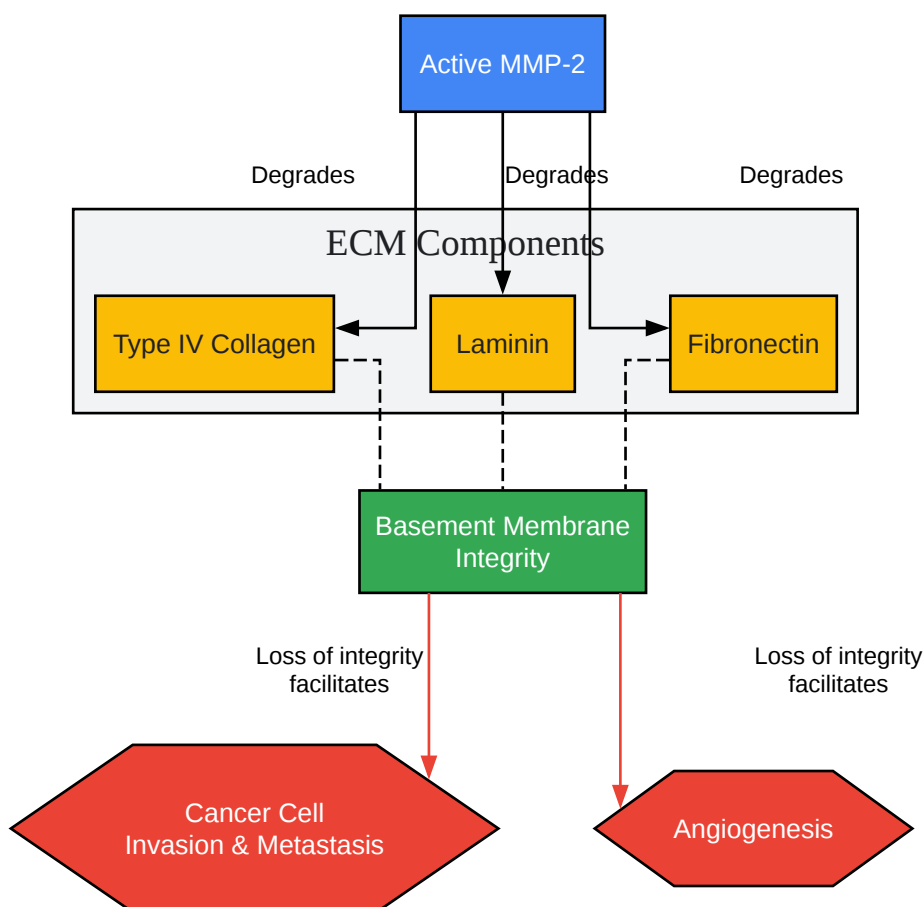 Active MMP-2
Degrades
Degrades
Degrades
ECM Components
Type IV Collagen
Laminin
Fibronectin
Basement Membrane
Integrity
Loss of integrity
facilitates
Loss of integrity
facilitates
Cancer Cell
Invasion & Metastasis
Angiogenesis